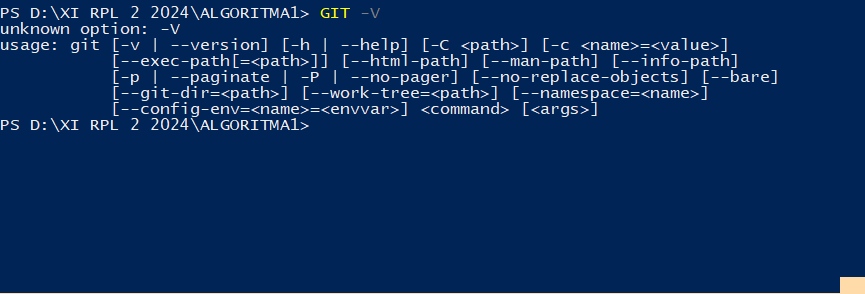 PS D:\XI RPL 2 2024\ALGORITMA1> GIT -V
unknown option: -V
usage: git [-v | --version] [-h | --help] [-C <path>] [-c <name>=<value>]
           [--exec-path[=<path>]] [--html-path] [--man-path] [--info-path]
           [-p | --paginate | -P | --no-pager] [--no-replace-objects] [--bare]
           [--git-dir=<path>] [--work-tree=<path>] [--namespace=<name>]
           [--config-env=<name>=<envvar>] <command> [<args>]
PS D:\XI RPL 2 2024\ALGORITMA1>